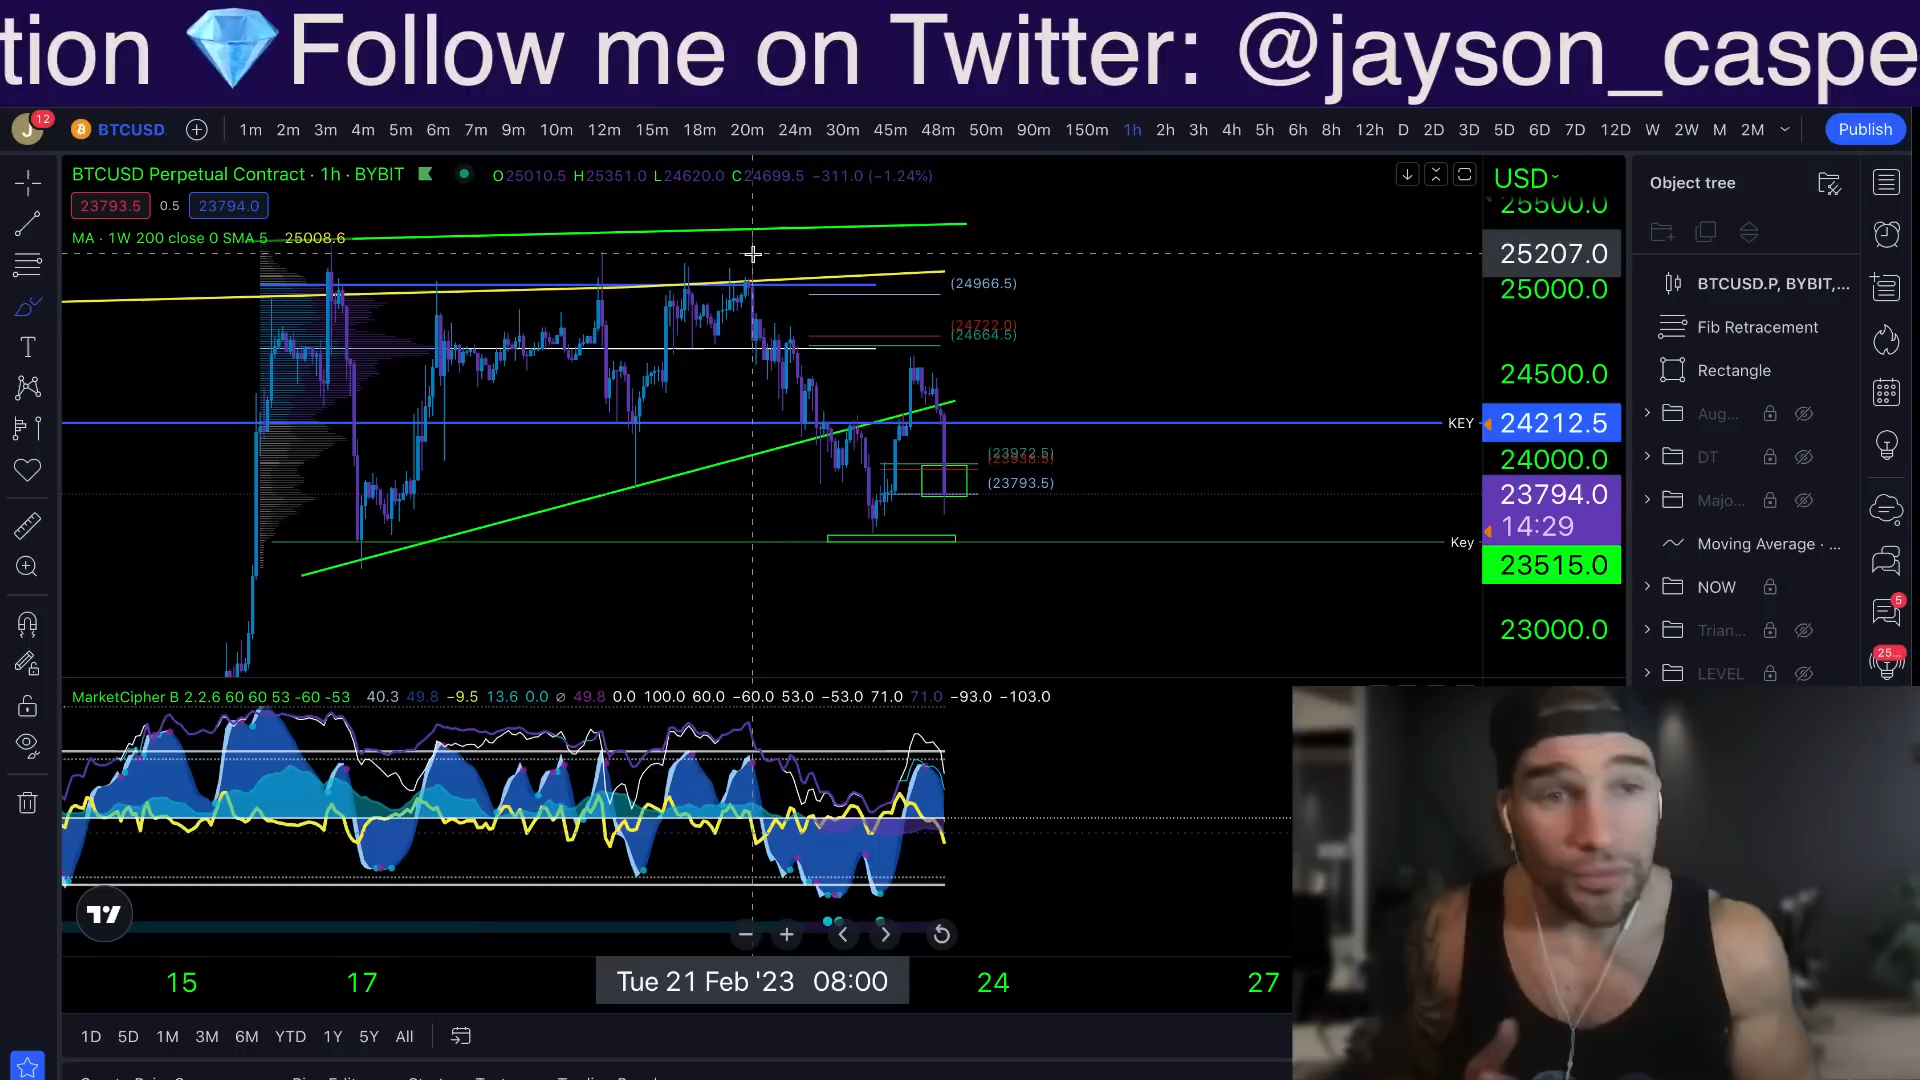 tion 💎Follow me on Twitter: @jayson_caspe
J 12 BTCUSD 1m 2m 3m 4m 5m 6m 7m 9m 10m 12m 15m 18m 20m 24m 30m 45m 48m 50m 90m 150m 1h 2h 3h 4h 5h 6h 8h 12h D 2D 3D 5D 6D 7D 12D W 2W M 2M Publish
BTCUSD Perpetual Contract · 1h · BYBIT O25010.5 H25351.0 L24620.0 C24699.5 −311.0 (−1.24%)
23793.5 0.5 23794.0
MA · 1W 200 close 0 SMA 5 25008.6
USD
25500.0
25207.0
25000.0
24500.0
24212.5
24000.0
23794.0
14:29
23515.0
23000.0
(24966.5)
(24722.0)
(24664.5)
KEY
(23972.5)
(23793.5)
Key
Object tree
BTCUSD.P, BYBIT,...
Fib Retracement
Rectangle
Aug...
DT
Majo...
Moving Average · ...
NOW
Trian...
LEVEL
5
25...
MarketCipher B 2.2.6 60 60 53 -60 -53 40.3 49.8 −9.5 13.6 0.0 ∅ 49.8 0.0 100.0 60.0 −60.0 53.0 −53.0 71.0 71.0 −93.0 −103.0
15 17 Tue 21 Feb '23 08:00 24 27
1D 5D 1M 3M 6M YTD 1Y 5Y All